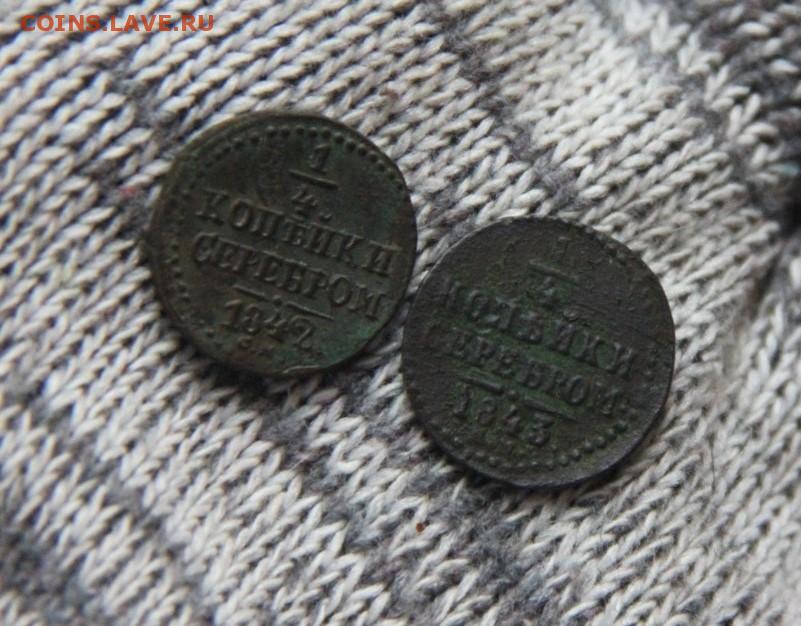 COINS.LAVE.RU
1
4.
КОПѢЙКИ
СЕРЕБРОМ
1842
1
4.
КОПѢЙКИ
СЕРЕБРОМ
1843